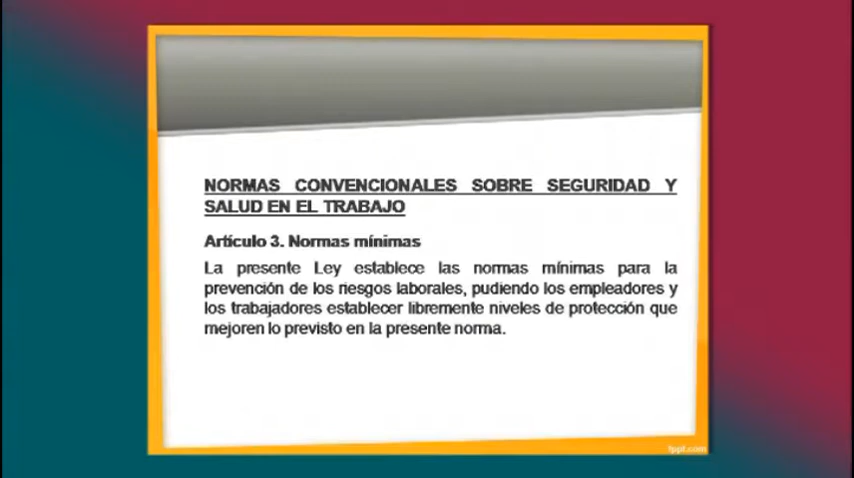 NORMAS CONVENCIONALES SOBRE SEGURIDAD Y
SALUD EN EL TRABAJO
Artículo 3. Normas mínimas
La presente Ley establece las normas mínimas para la
prevención de los riesgos laborales, pudiendo los empleadores y
los trabajadores establecer libremente niveles de protección que
mejoren lo previsto en la presente norma.
fppt.com